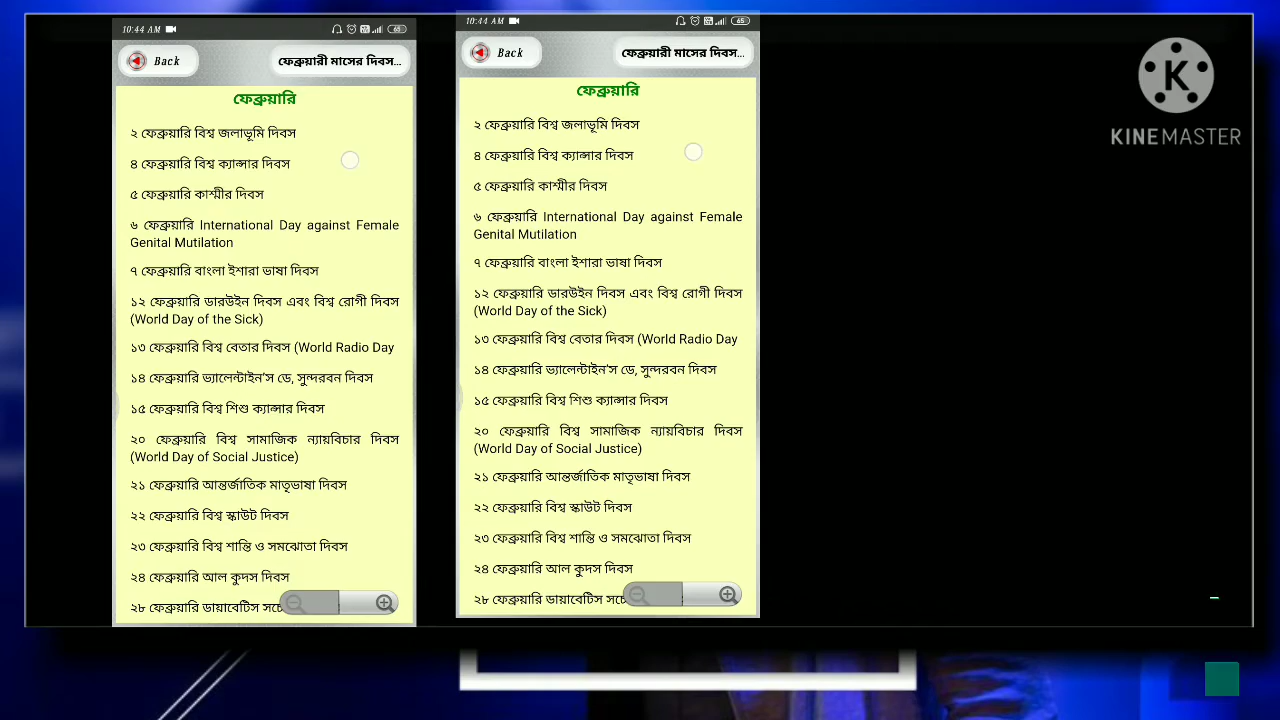 10:44 AM
65
Back
ফেব্রুয়ারী মাসের দিবস...
ফেব্রুয়ারি
২ ফেব্রুয়ারি বিশ্ব জলাভূমি দিবস
৪ ফেব্রুয়ারি বিশ্ব ক্যান্সার দিবস
৫ ফেব্রুয়ারি কাশ্মীর দিবস
৬ ফেব্রুয়ারি International Day against Female
Genital Mutilation
৭ ফেব্রুয়ারি বাংলা ইশারা ভাষা দিবস
১২ ফেব্রুয়ারি ডারউইন দিবস এবং বিশ্ব রোগী দিবস
(World Day of the Sick)
১৩ ফেব্রুয়ারি বিশ্ব বেতার দিবস (World Radio Day
১৪ ফেব্রুয়ারি ভ্যালেন্টাইন'স ডে, সুন্দরবন দিবস
১৫ ফেব্রুয়ারি বিশ্ব শিশু ক্যান্সার দিবস
২০ ফেব্রুয়ারি বিশ্ব সামাজিক ন্যায়বিচার দিবস
(World Day of Social Justice)
২১ ফেব্রুয়ারি আন্তর্জাতিক মাতৃভাষা দিবস
২২ ফেব্রুয়ারি বিশ্ব স্কাউট দিবস
২৩ ফেব্রুয়ারি বিশ্ব শান্তি ও সমঝোতা দিবস
২৪ ফেব্রুয়ারি আল কুদস দিবস
২৮ ফেব্রুয়ারি ডায়াবেটিস
10:44 AM
65
Back
ফেব্রুয়ারী মাসের দিবস...
ফেব্রুয়ারি
২ ফেব্রুয়ারি বিশ্ব জলাভূমি দিবস
৪ ফেব্রুয়ারি বিশ্ব ক্যান্সার দিবস
৫ ফেব্রুয়ারি কাশ্মীর দিবস
৬ ফেব্রুয়ারি International Day against Female
Genital Mutilation
৭ ফেব্রুয়ারি বাংলা ইশারা ভাষা দিবস
১২ ফেব্রুয়ারি ডারউইন দিবস এবং বিশ্ব রোগী দিবস
(World Day of the Sick)
১৩ ফেব্রুয়ারি বিশ্ব বেতার দিবস (World Radio Day
১৪ ফেব্রুয়ারি ভ্যালেন্টাইন'স ডে, সুন্দরবন দিবস
১৫ ফেব্রুয়ারি বিশ্ব শিশু ক্যান্সার দিবস
২০ ফেব্রুয়ারি বিশ্ব সামাজিক ন্যায়বিচার দিবস
(World Day of Social Justice)
২১ ফেব্রুয়ারি আন্তর্জাতিক মাতৃভাষা দিবস
২২ ফেব্রুয়ারি বিশ্ব স্কাউট দিবস
২৩ ফেব্রুয়ারি বিশ্ব শান্তি ও সমঝোতা দিবস
২৪ ফেব্রুয়ারি আল কুদস দিবস
২৮ ফেব্রুয়ারি ডায়াবেটিস
K
KINEMASTER